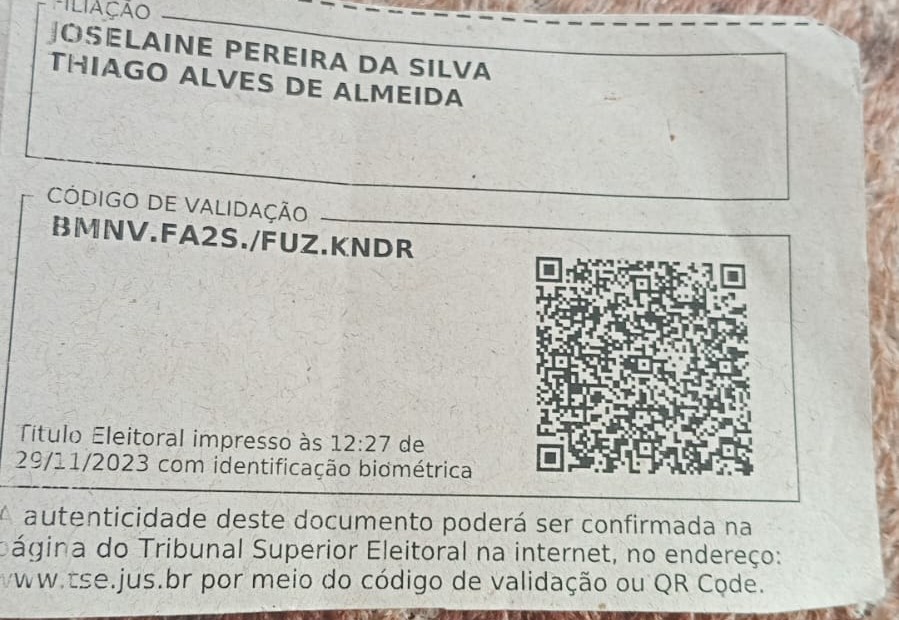 FILIAÇÃO
JOSELAINE PEREIRA DA SILVA
THIAGO ALVES DE ALMEIDA
CÓDIGO DE VALIDAÇÃO
BMNV.FA2S./FUZ.KNDR
Título Eleitoral impresso às 12:27 de
29/11/2023 com identificação biométrica
A autenticidade deste documento poderá ser confirmada na
página do Tribunal Superior Eleitoral na internet, no endereço:
www.tse.jus.br por meio do código de validação ou QR Code.